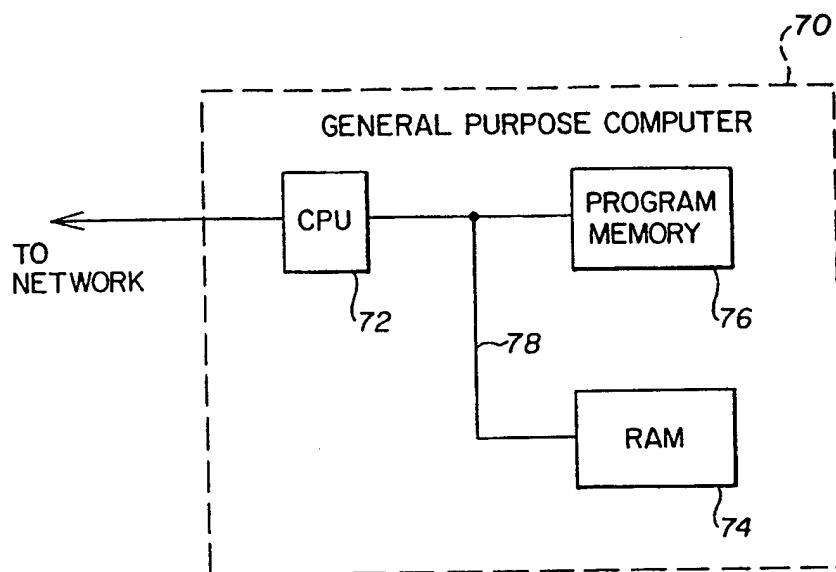 70
GENERAL PURPOSE COMPUTER
CPU
PROGRAM
MEMORY
TO
NETWORK
72
76
78
RAM
74